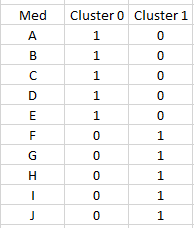 Med Cluster 0 Cluster 1
A 1 0
B 1 0
C 1 0
D 1 0
E 1 0
F 0 1
G 0 1
H 0 1
I 0 1
J 0 1